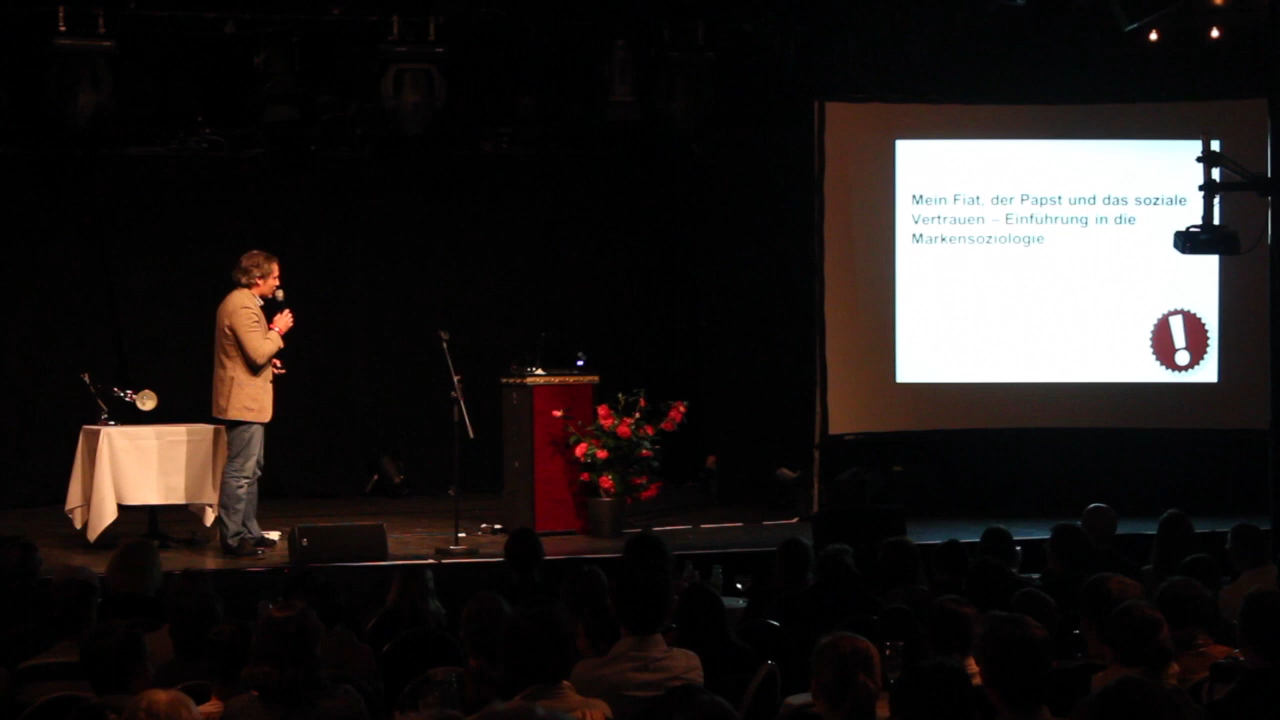 Mein Fiat, der Papst und das soziale
Vertrauen – Einführung in die
Markensoziologie